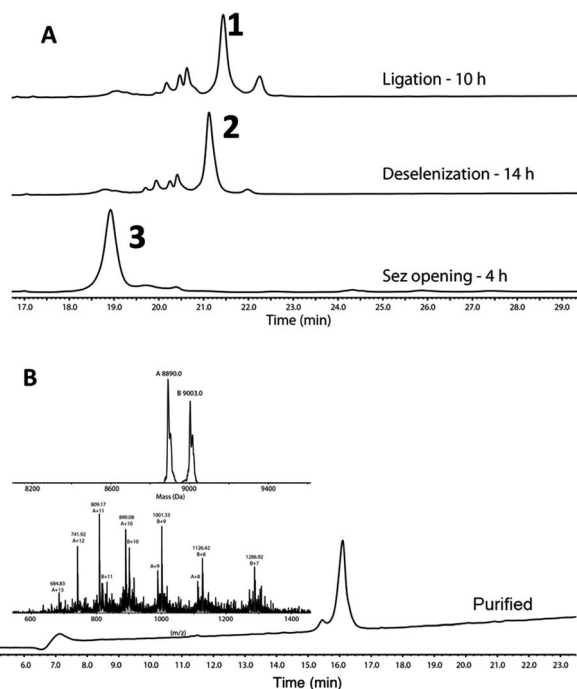 A
1
Ligation - 10 h
2
Deselenization - 14 h
3
Sez opening - 4 h
17.0 18.0 19.0 20.0 21.0 22.0 23.0 24.0 25.0 26.0 27.0 28.0 29.0
Time (min)
B
A 8890.0
B 9003.0
8200 8600 9000 9400
Mass (Da)
809.17
A+11
1001.33
B+9
890.08
A+10
741.92
A+12
B+10
1126.42
B+8
A+9
1286.92
B+7
684.83
A+13
B+11
A+8
600 800 1000 1200 1400
(m/z)
Purified
6.0 7.0 8.0 9.0 10.0 11.0 12.0 13.0 14.0 15.0 16.0 17.0 18.0 19.0 20.0 21.0 22.0 23.0
Time (min)